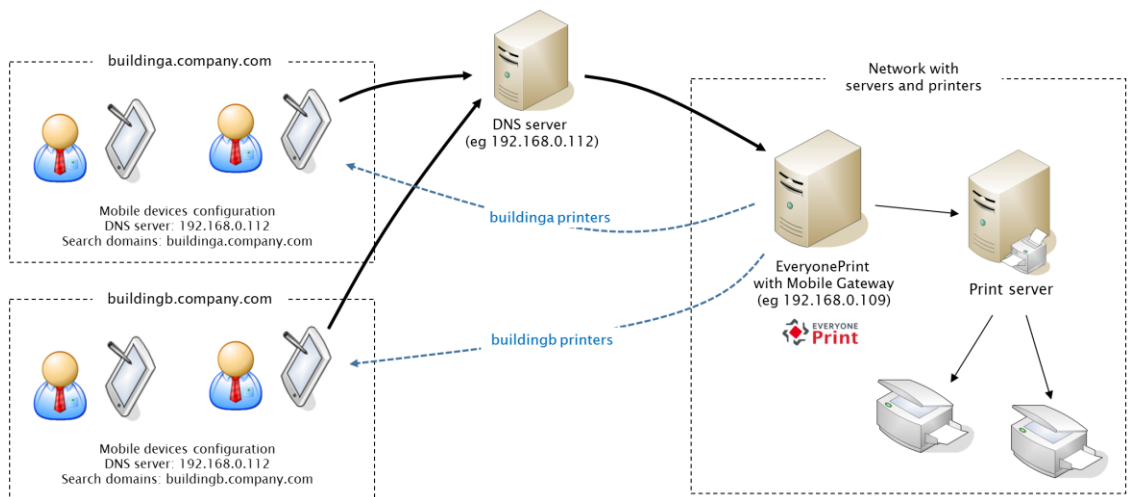 buildinga.company.com
Mobile devices configuration
DNS server: 192.168.0.112
Search domains: buildinga.company.com
buildingb.company.com
Mobile devices configuration
DNS server: 192.168.0.112
Search domains: buildingb.company.com
DNS server
(eg 192.168.0.112)
buildinga printers
buildingb printers
Network with
servers and printers
EveryonePrint
with Mobile Gateway
(eg 192.168.0.109)
EVERYONE
Print
Print server